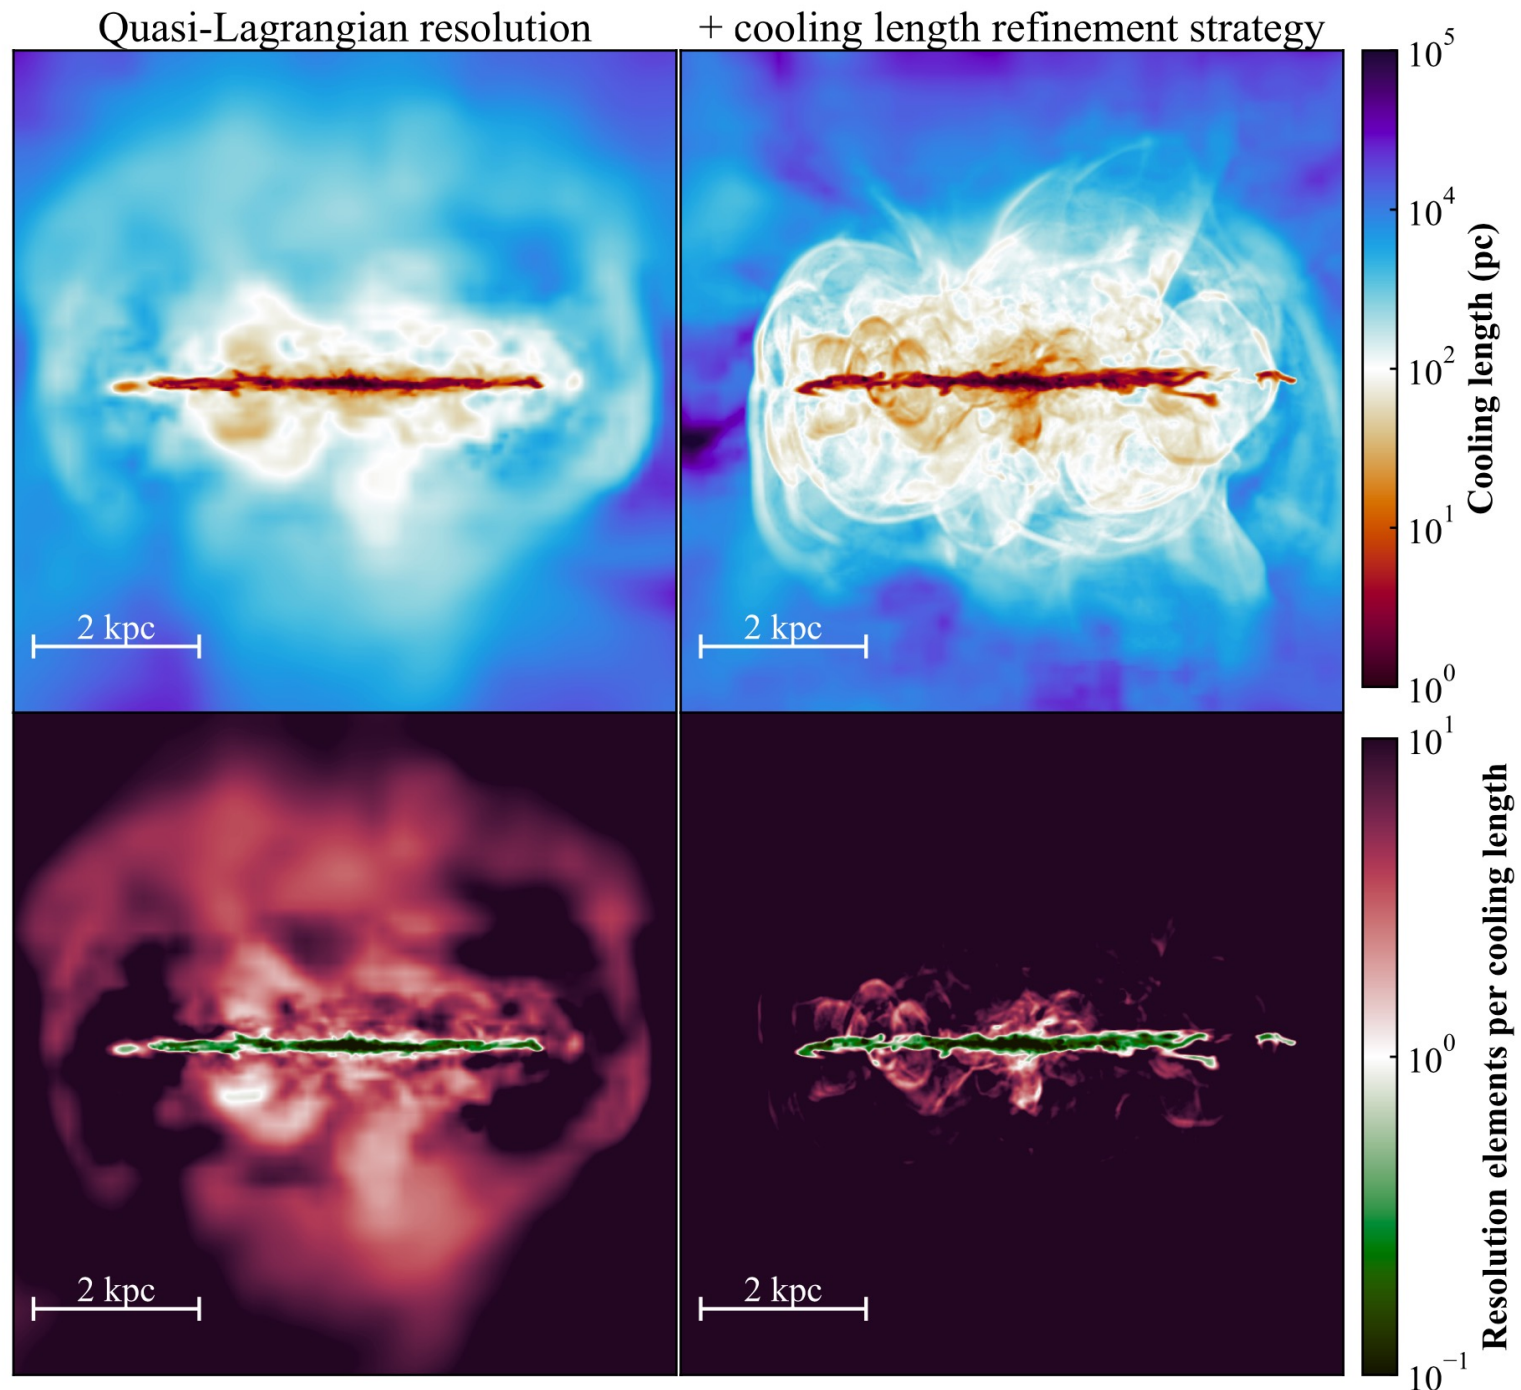 Quasi-Lagrangian resolution
+ cooling length refinement strategy
10^5
10^4
10^2
10^1
10^0
Cooling length (pc)
2 kpc
2 kpc
10^1
10^0
10^−1
Resolution elements per cooling length
2 kpc
2 kpc